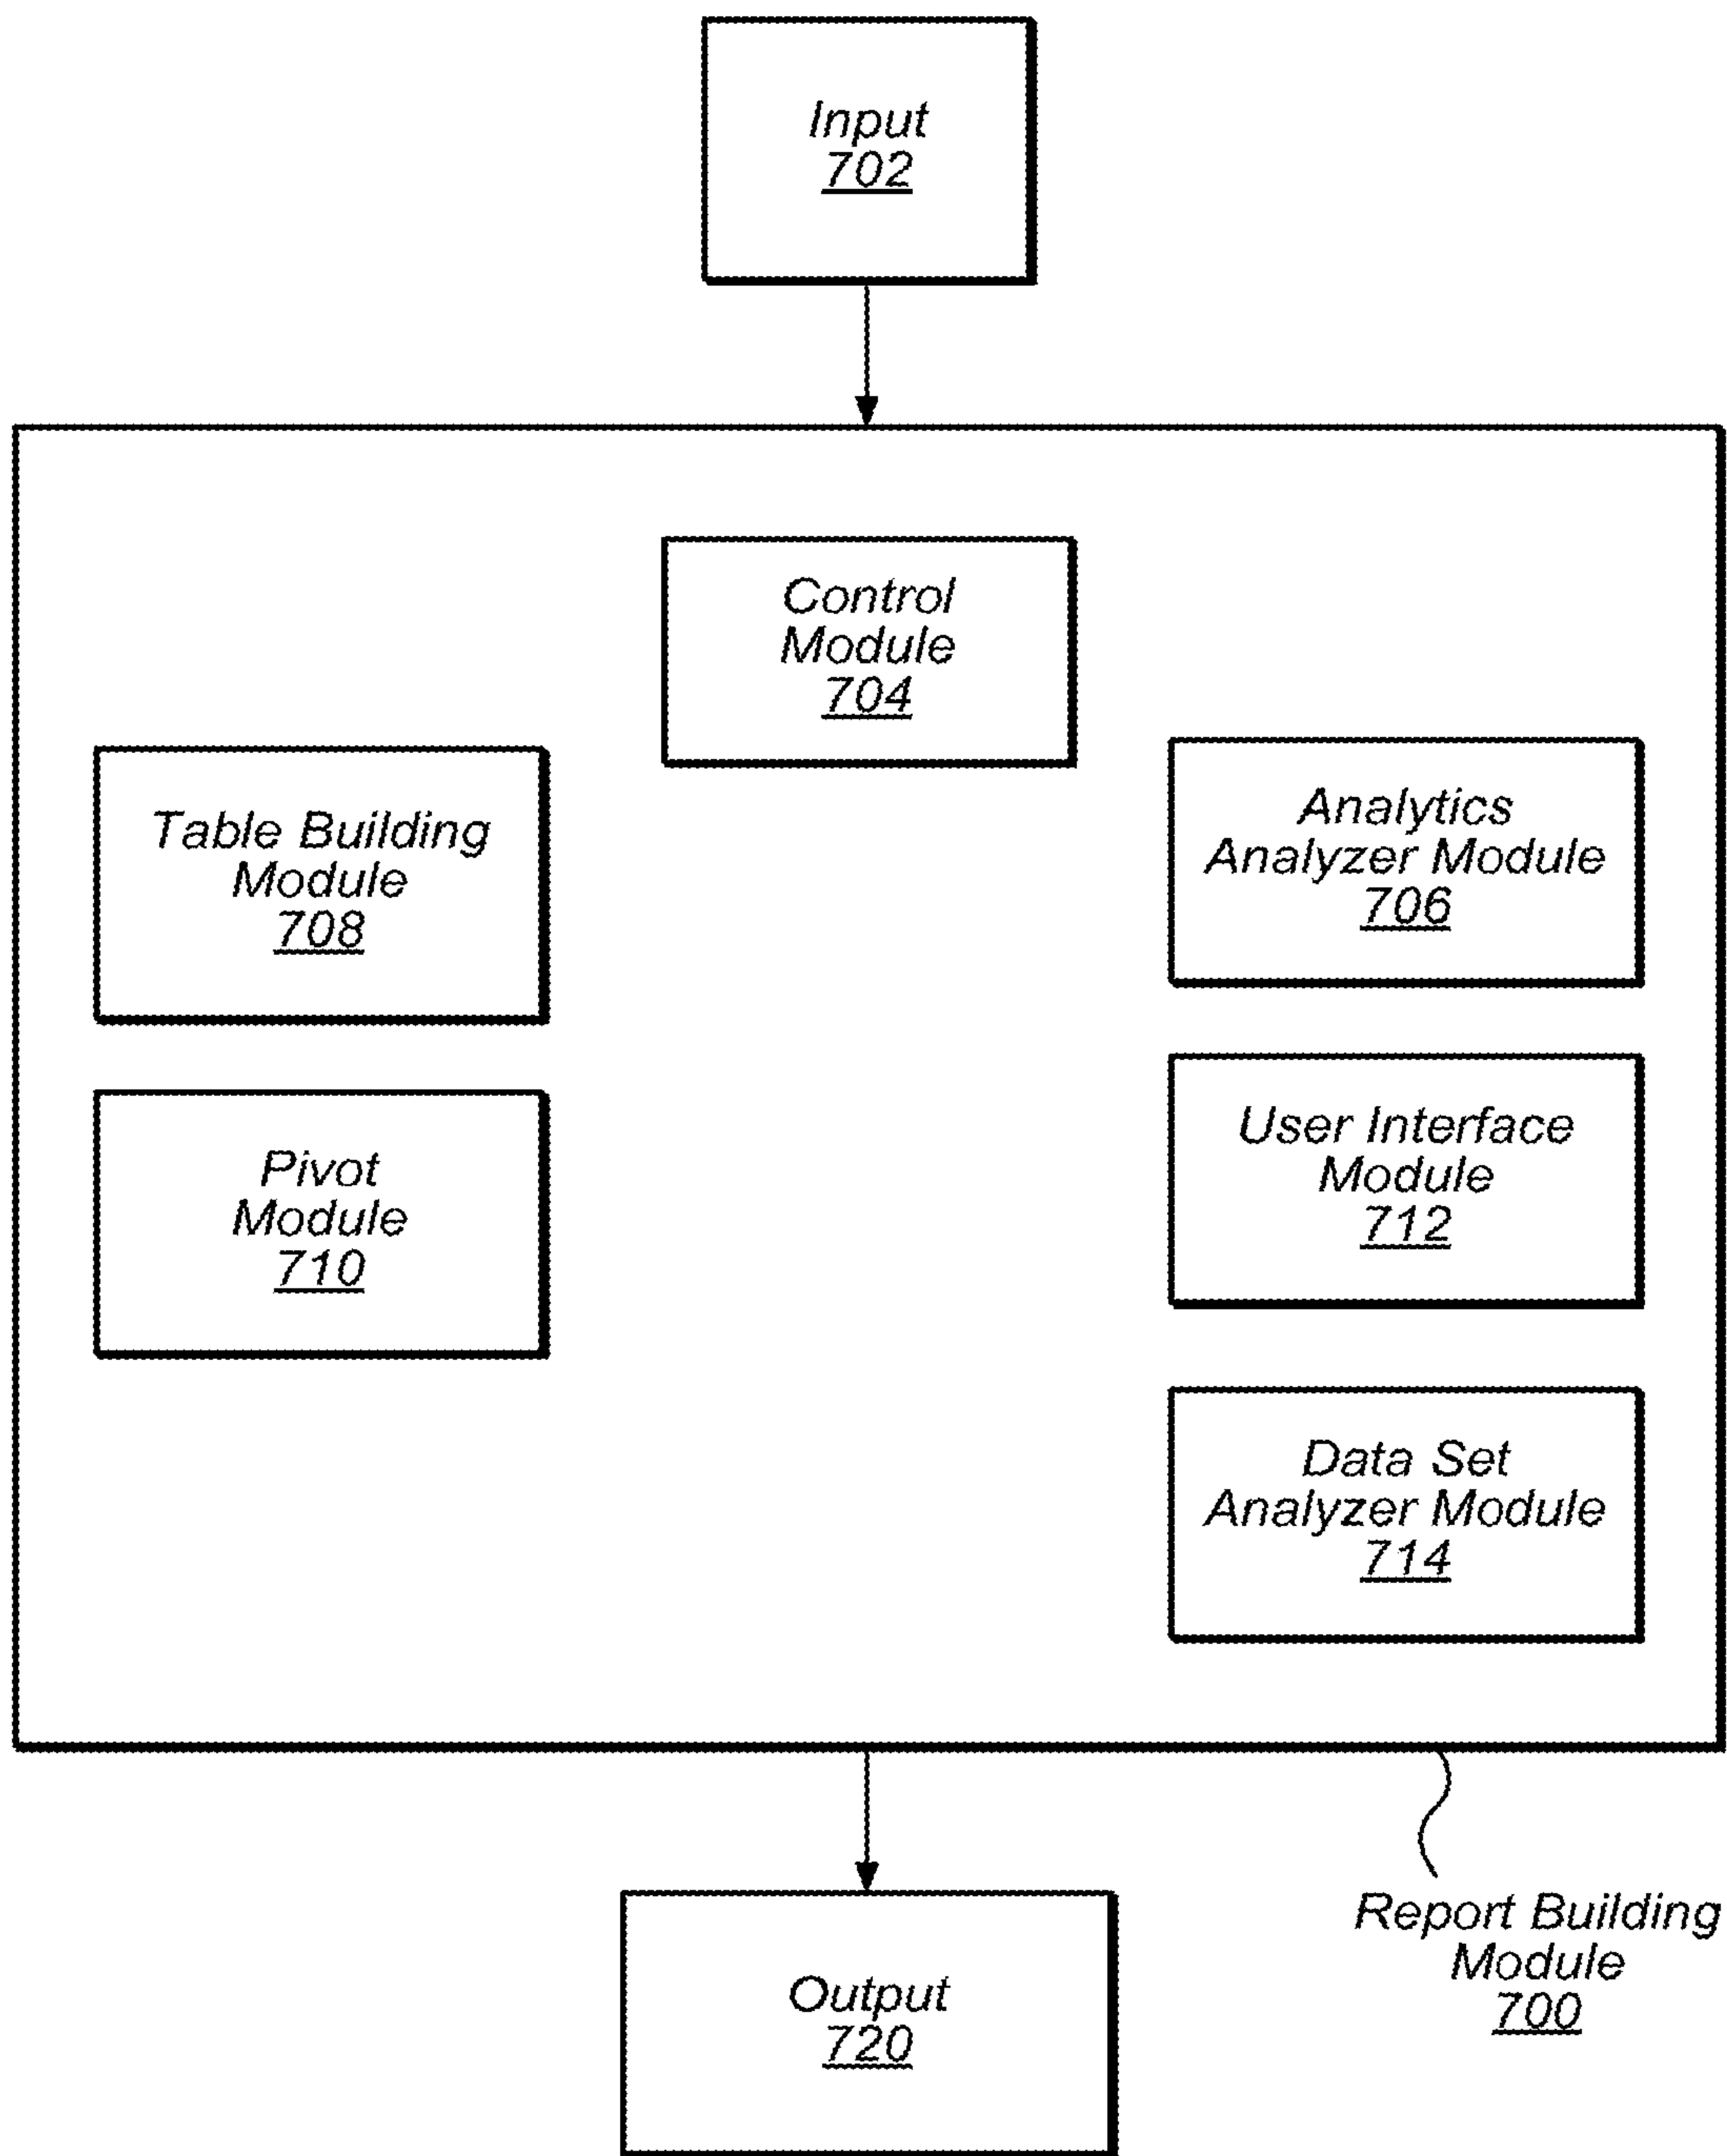 Input
702
Control
Module
704
Table Building
Module
708
Analytics
Analyzer Module
706
Pivot
Module
710
User Interface
Module
712
Data Set
Analyzer Module
714
Report Building
Module
700
Output
720